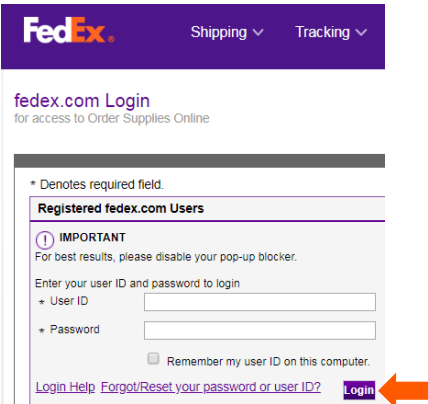 FedEx® Shipping Tracking
fedex.com Login
for access to Order Supplies Online
* Denotes required field.
Registered fedex.com Users
! IMPORTANT
For best results, please disable your pop-up blocker.
Enter your user ID and password to login
* User ID
* Password
Remember my user ID on this computer.
Login Help Forgot/Reset your password or user ID? Login